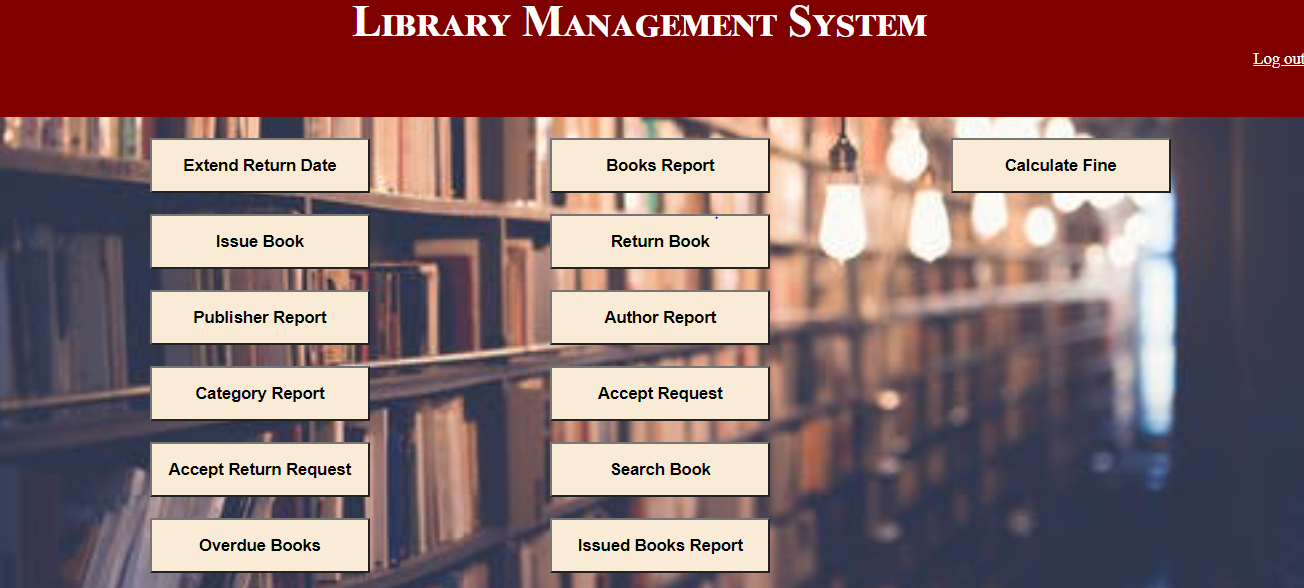 Library Management System
Log out
Extend Return Date
Books Report
Calculate Fine
Issue Book
Return Book
Publisher Report
Author Report
Category Report
Accept Request
Accept Return Request
Search Book
Overdue Books
Issued Books Report